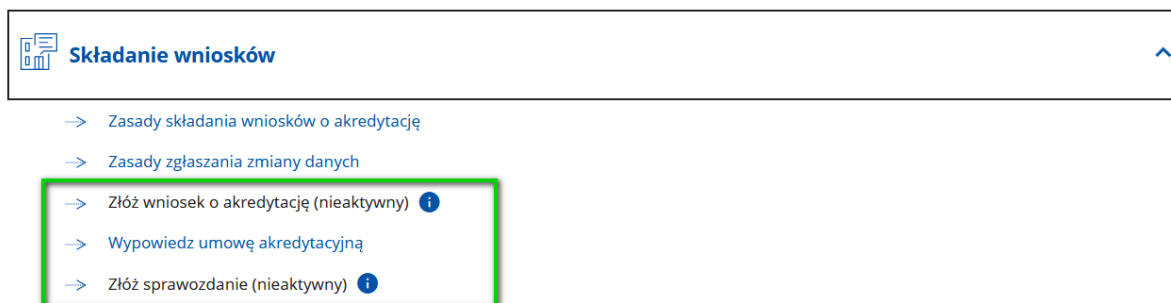 Składanie wniosków
Zasady składania wniosków o akredytację
Zasady zgłaszania zmiany danych
Złóż wniosek o akredytację (nieaktywny) i
Wypowiedz umowę akredytacyjną
Złóż sprawozdanie (nieaktywny) i